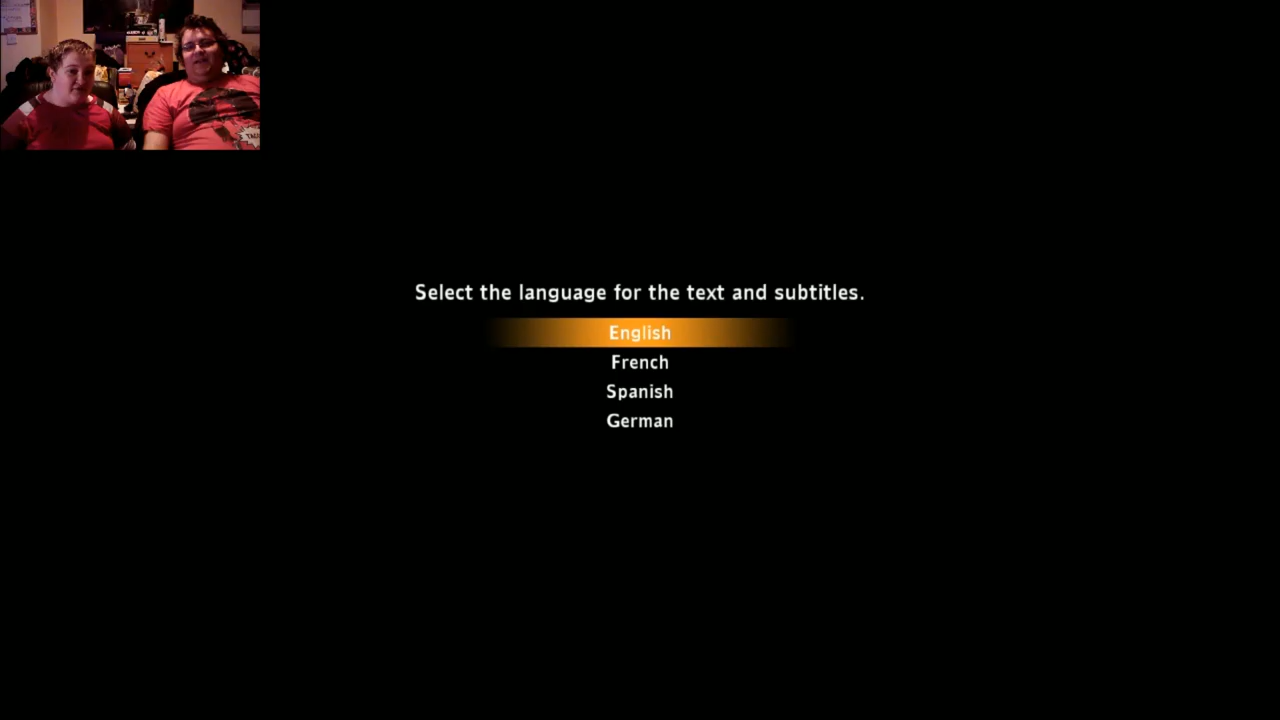 Select the language for the text and subtitles.
English
French
Spanish
German